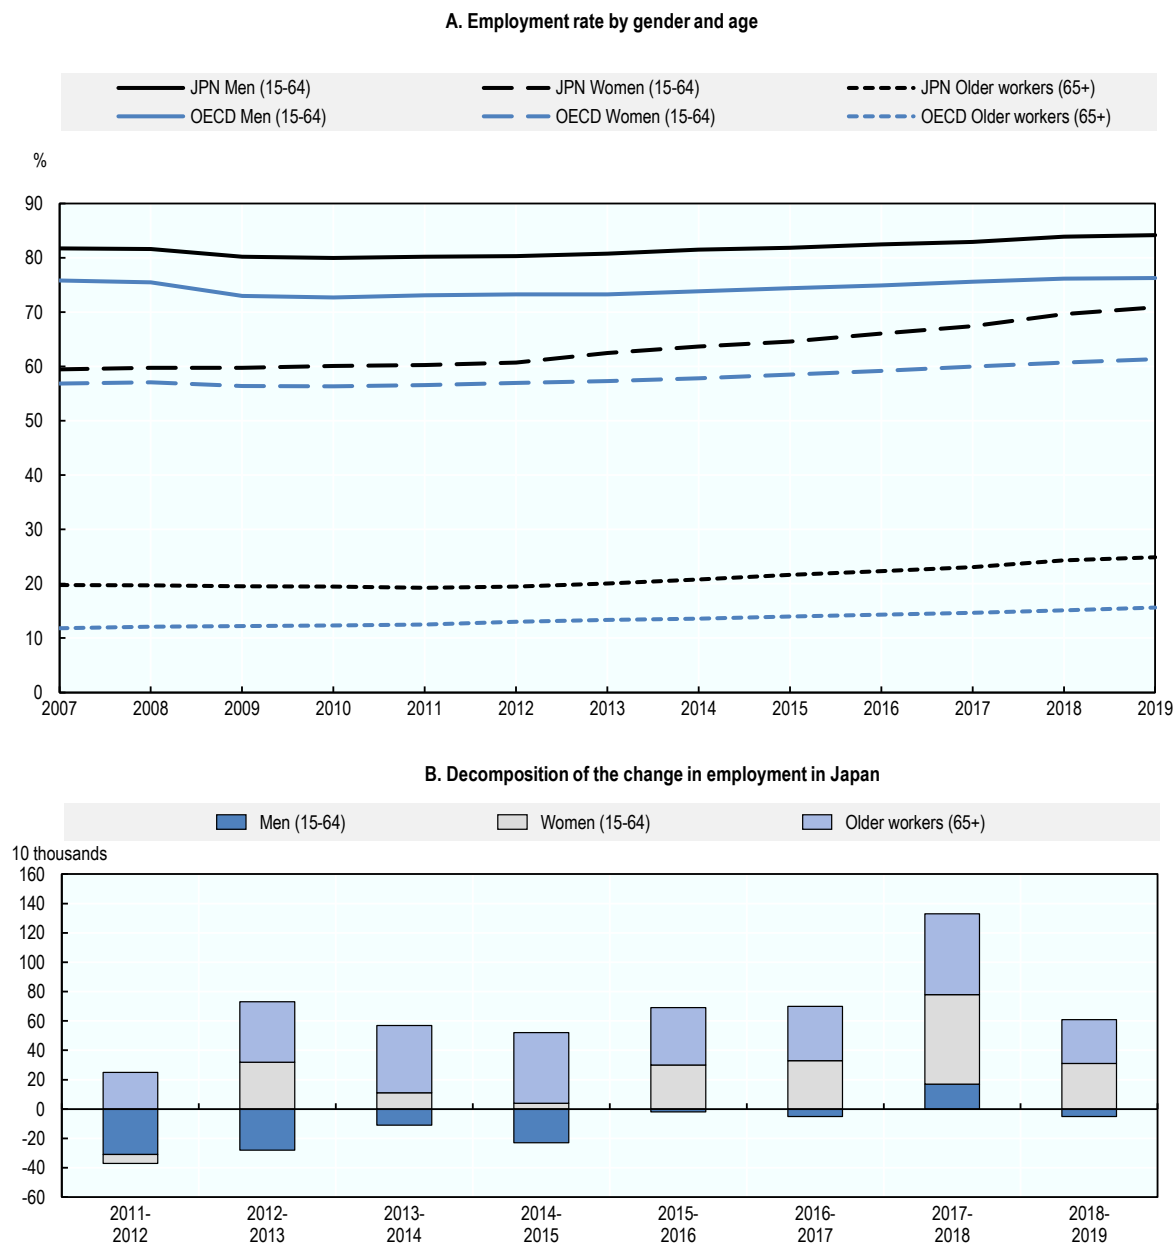 A. Employment rate by gender and age
JPN Men (15-64) JPN Women (15-64) JPN Older workers (65+)
OECD Men (15-64) OECD Women (15-64) OECD Older workers (65+)
%
90
80
70
60
50
40
30
20
10
0
2007 2008 2009 2010 2011 2012 2013 2014 2015 2016 2017 2018 2019
B. Decomposition of the change in employment in Japan
Men (15-64) Women (15-64) Older workers (65+)
10 thousands
160
140
120
100
80
60
40
20
0
-20
-40
-60
2011- 2012- 2013- 2014- 2015- 2016- 2017- 2018-
2012 2013 2014 2015 2016 2017 2018 2019